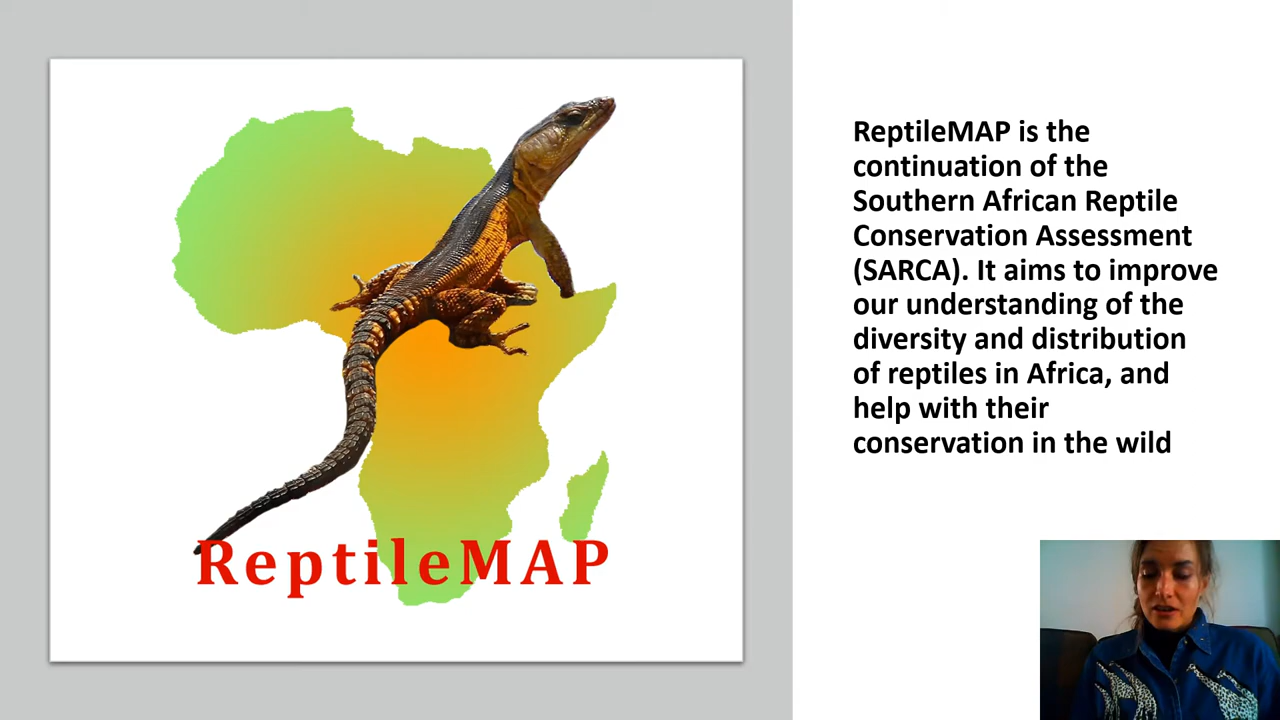 ReptileMAP
ReptileMAP is the
continuation of the
Southern African Reptile
Conservation Assessment
(SARCA). It aims to improve
our understanding of the
diversity and distribution
of reptiles in Africa, and
help with their
conservation in the wild